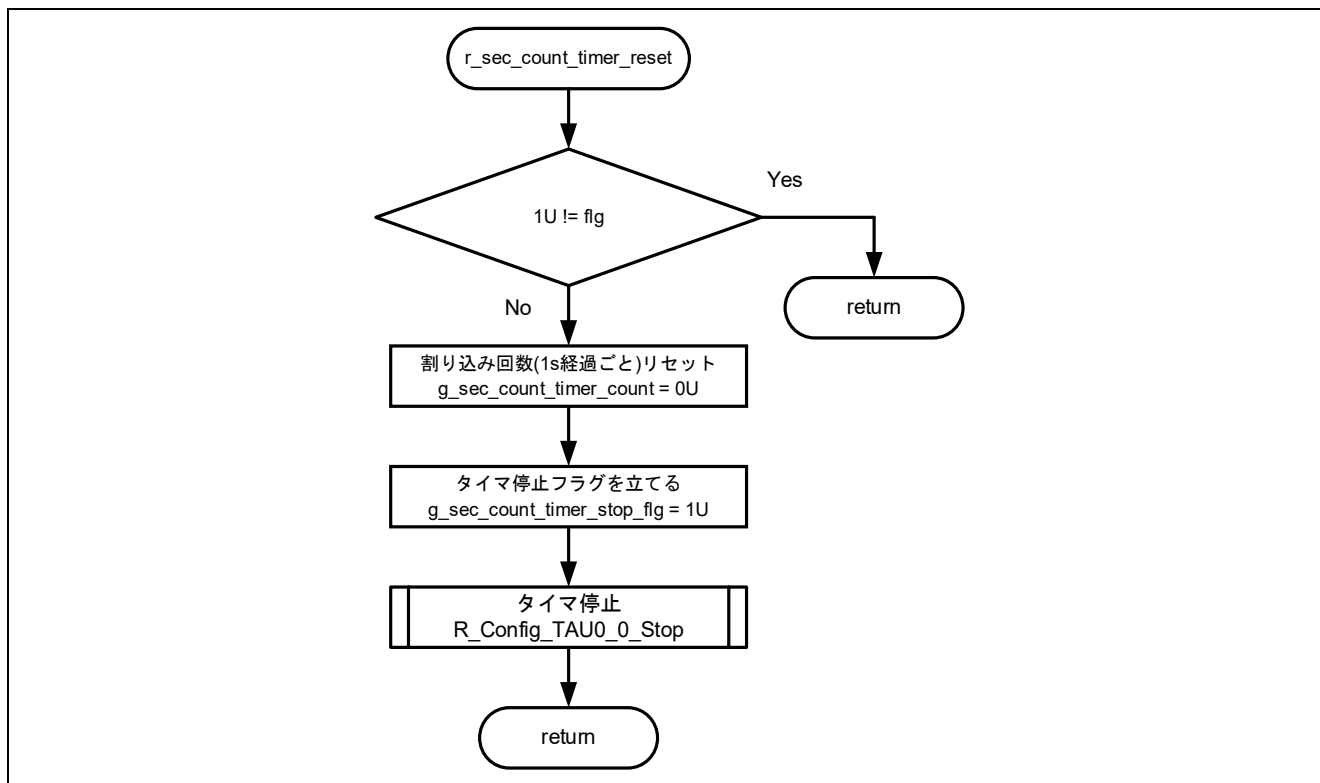 r_sec_count_timer_reset
1U != flg
Yes
return
No
割り込み回数(1s経過ごと)リセット
g_sec_count_timer_count = 0U
タイマ停止フラグを立てる
g_sec_count_timer_stop_flg = 1U
タイマ停止
R_Config_TAU0_0_Stop
return